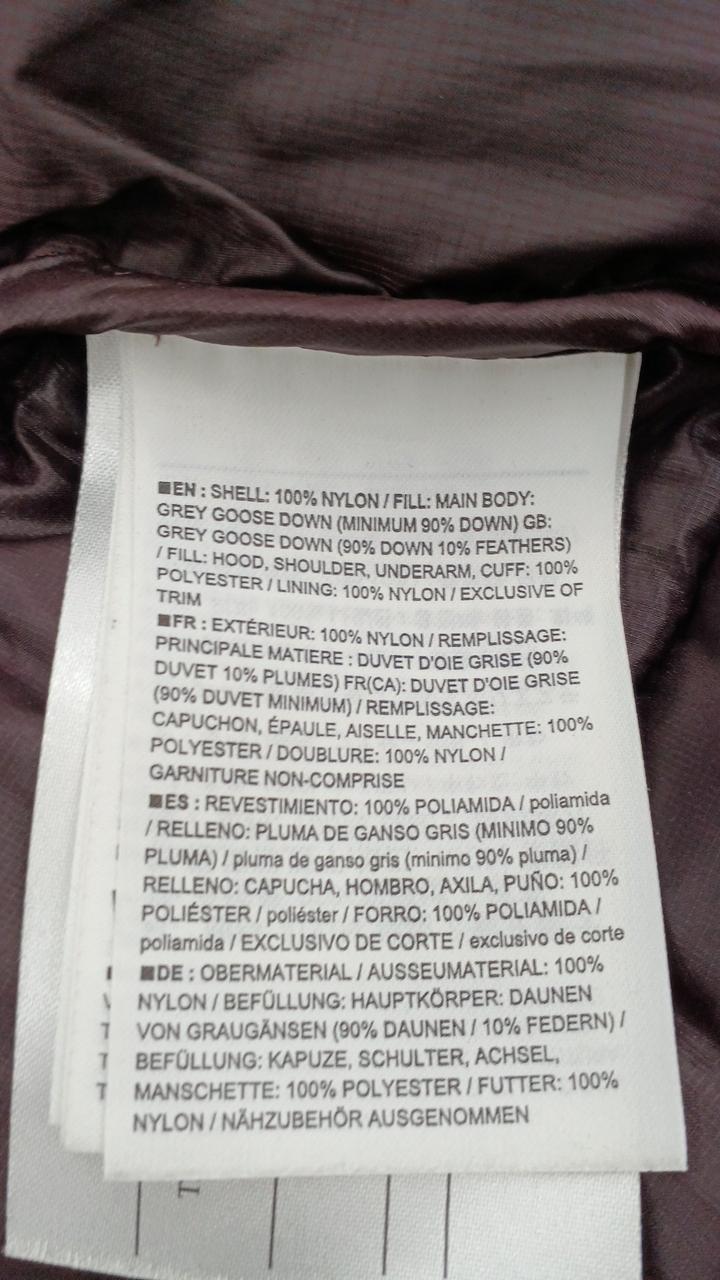 ■EN : SHELL: 100% NYLON / FILL: MAIN BODY:
GREY GOOSE DOWN (MINIMUM 90% DOWN) GB:
GREY GOOSE DOWN (90% DOWN 10% FEATHERS)
/ FILL: HOOD, SHOULDER, UNDERARM, CUFF: 100%
POLYESTER / LINING: 100% NYLON / EXCLUSIVE OF
TRIM
■FR : EXTÉRIEUR: 100% NYLON / REMPLISSAGE:
PRINCIPALE MATIERE : DUVET D'OIE GRISE (90%
DUVET 10% PLUMES) FR(CA): DUVET D'OIE GRISE
(90% DUVET MINIMUM) / REMPLISSAGE:
CAPUCHON, ÉPAULE, AISELLE, MANCHETTE: 100%
POLYESTER / DOUBLURE: 100% NYLON /
GARNITURE NON-COMPRISE
■ES : REVESTIMIENTO: 100% POLIAMIDA / poliamida
/ RELLENO: PLUMA DE GANSO GRIS (MINIMO 90%
PLUMA) / pluma de ganso gris (minimo 90% pluma) /
RELLENO: CAPUCHA, HOMBRO, AXILA, PUÑO: 100%
POLIÉSTER / poliéster / FORRO: 100% POLIAMIDA /
poliamida / EXCLUSIVO DE CORTE / exclusivo de corte
■DE : OBERMATERIAL / AUSSEUMATERIAL: 100%
NYLON / BEFÜLLUNG: HAUPTKÖRPER: DAUNEN
VON GRAUGÄNSEN (90% DAUNEN / 10% FEDERN) /
BEFÜLLUNG: KAPUZE, SCHULTER, ACHSEL,
MANSCHETTE: 100% POLYESTER / FUTTER: 100%
NYLON / NÄHZUBEHÖR AUSGENOMMEN